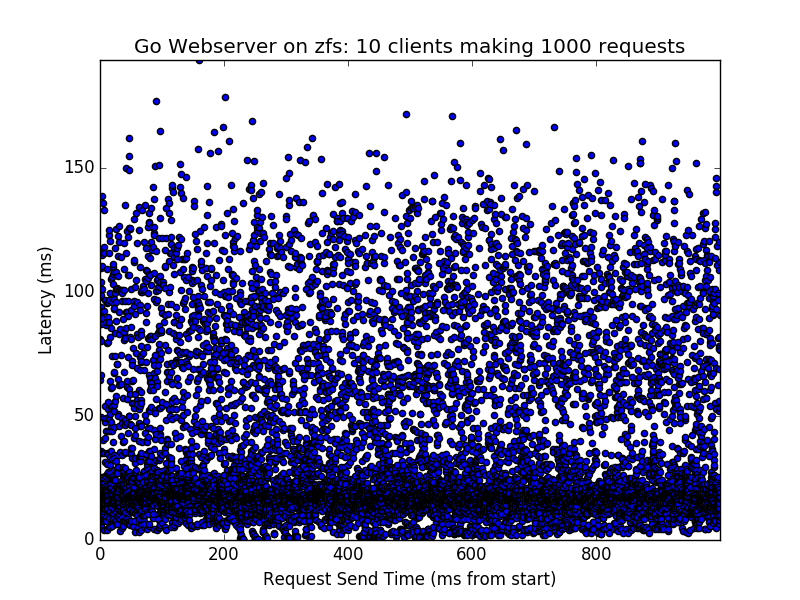 Go Webserver on zfs: 10 clients making 1000 requests
150
100
50
0
0 200 400 600 800
Latency (ms)
Request Send Time (ms from start)